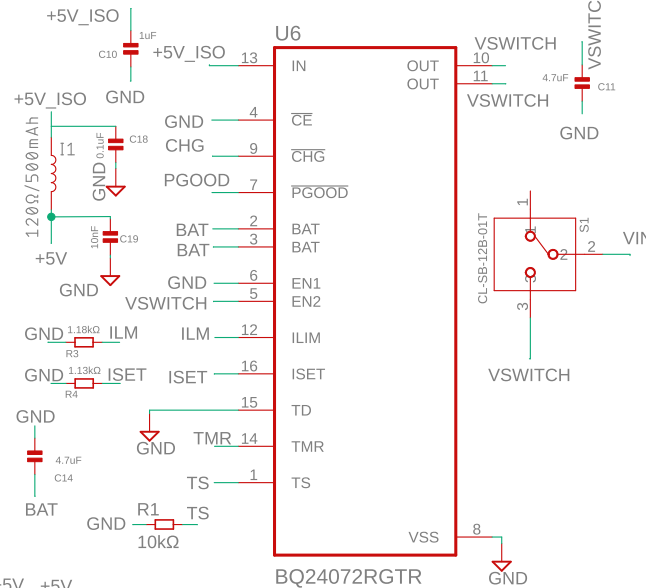 +5V_ISO
1uF
C10
GND
+5V_ISO
120Ω/500mAh
I1
0.1uF
C18
GND
10nF
C19
+5V
GND
GND
1.18kΩ
ILM
R3
GND
1.13kΩ
ISET
R4
GND
4.7uF
C14
BAT
GND
R1
TS
10kΩ
+5V
U6
+5V_ISO 13 IN
GND 4 CE
CHG 9 CHG
PGOOD 7 PGOOD
BAT 2 BAT
BAT 3 BAT
GND 6 EN1
VSWITCH 5 EN2
ILM 12 ILIM
ISET 16 ISET
15 TD
GND
TMR 14 TMR
TS 1 TS
OUT 10 VSWITCH
OUT 11 VSWITCH
VSS 8
GND
BQ24072RGTR
VSWITC
4.7uF
C11
GND
CL-SB-12B-01T
S1
1
1
2
2
VIN
3
3
VSWITCH